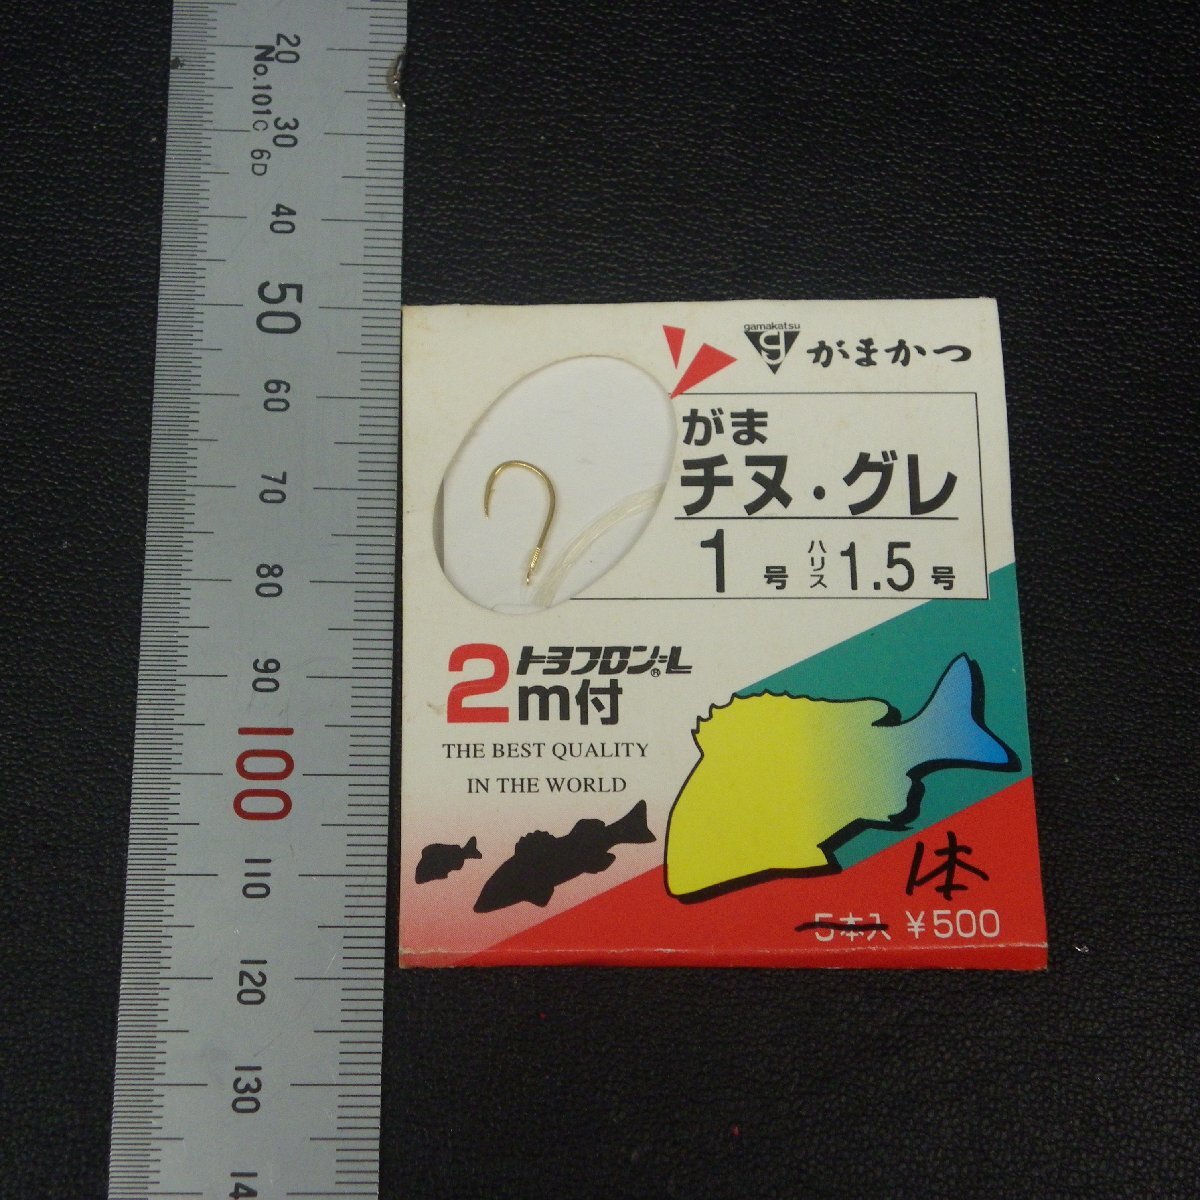 20
No.101C 6D
30
40
50
60
70
80
90
100
110
120
130
14
gamakatsu
g
がまかつ
がま
チヌ・グレ
1号 ハリス 1.5号
2m付 トヨフロン-L®
THE BEST QUALITY
IN THE WORLD
1本
5本入 ¥500